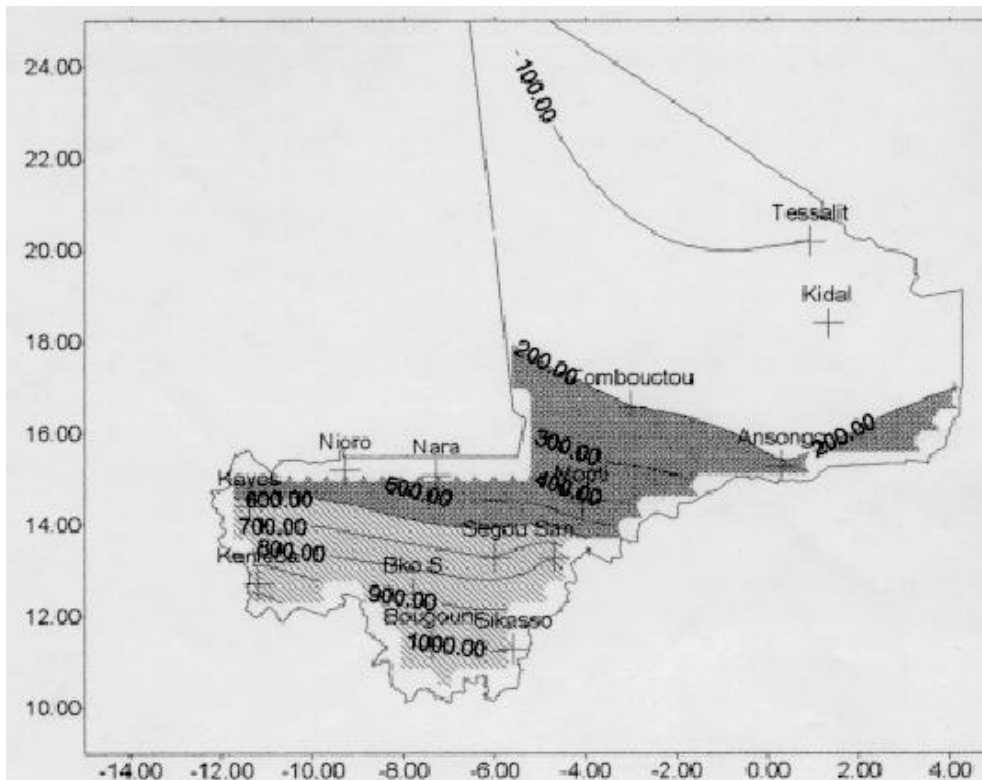 24.00
100.00
22.00
Tessalit
20.00
Kidal
18.00
200.00
Tombouctou
16.00
Nioro
Nara
300.00
Ansongo
200.00
Kayes
500.00
400.00
Mopti
14.00
600.00
700.00
Segou San
800.00
Kenieba
Bko S
12.00
900.00
Bougouni
Sikasso
1000.00
10.00
-14.00 -12.00 -10.00 -8.00 -6.00 -4.00 -2.00 0.00 2.00 4.00